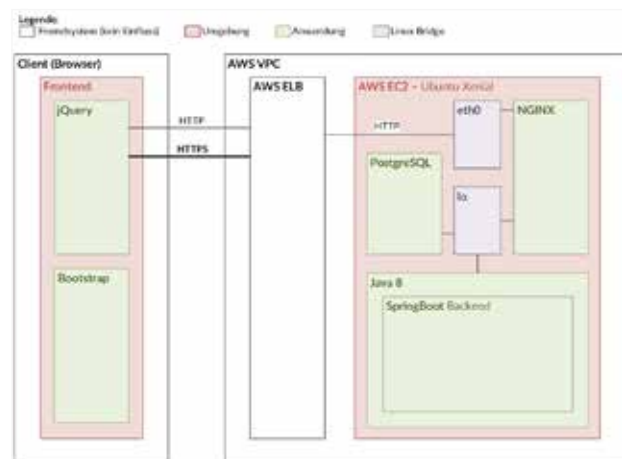 Legende:
Fremdsystem (kein Einfluss) Umgebung Anwendung Linux Bridge
Client (Browser) AWS VPC
Frontend AWS ELB AWS EC2 - Ubuntu Xenial
jQuery eth0 NGINX
HTTP HTTP
HTTPS
PostgreSQL
lo
Bootstrap Java 8
SpringBoot Backend